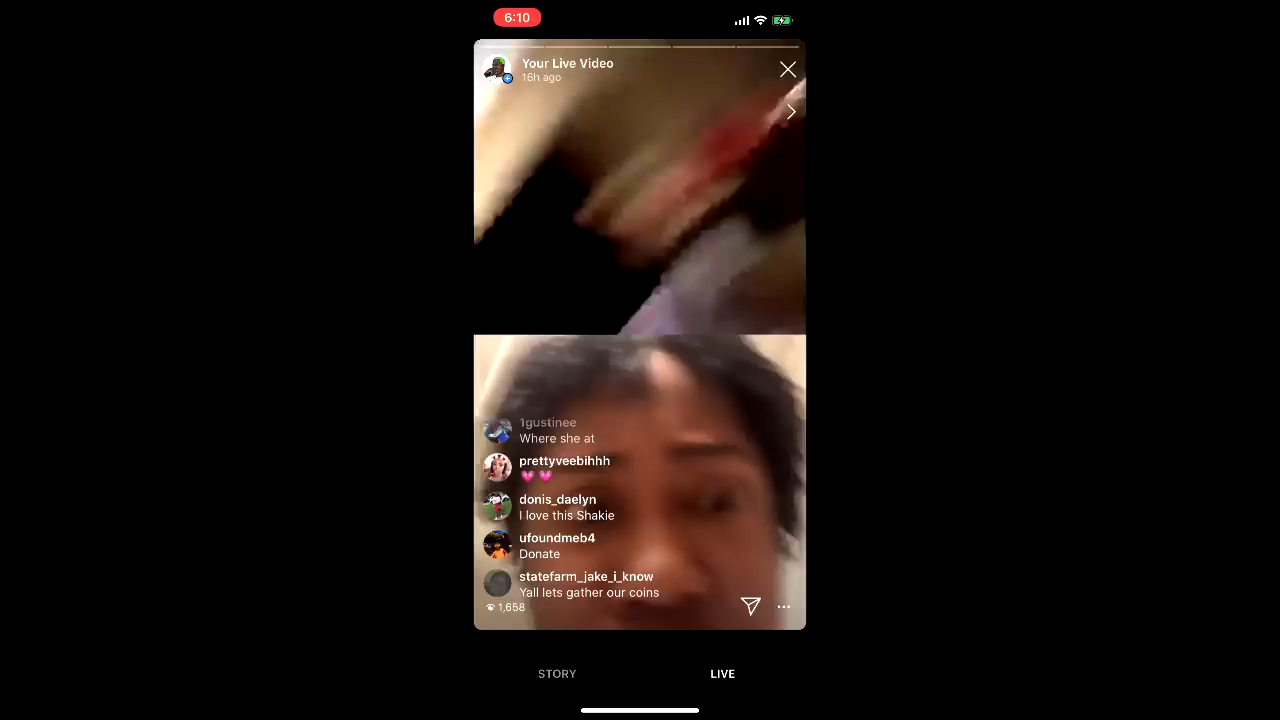 6:10
Your Live Video
16h ago
1gustinee
Where she at
prettyveebihhh
💗 💗
donis_daelyn
I love this Shakie
ufoundmeb4
Donate
statefarm_jake_i_know
Yall lets gather our coins
1,658
STORY
LIVE